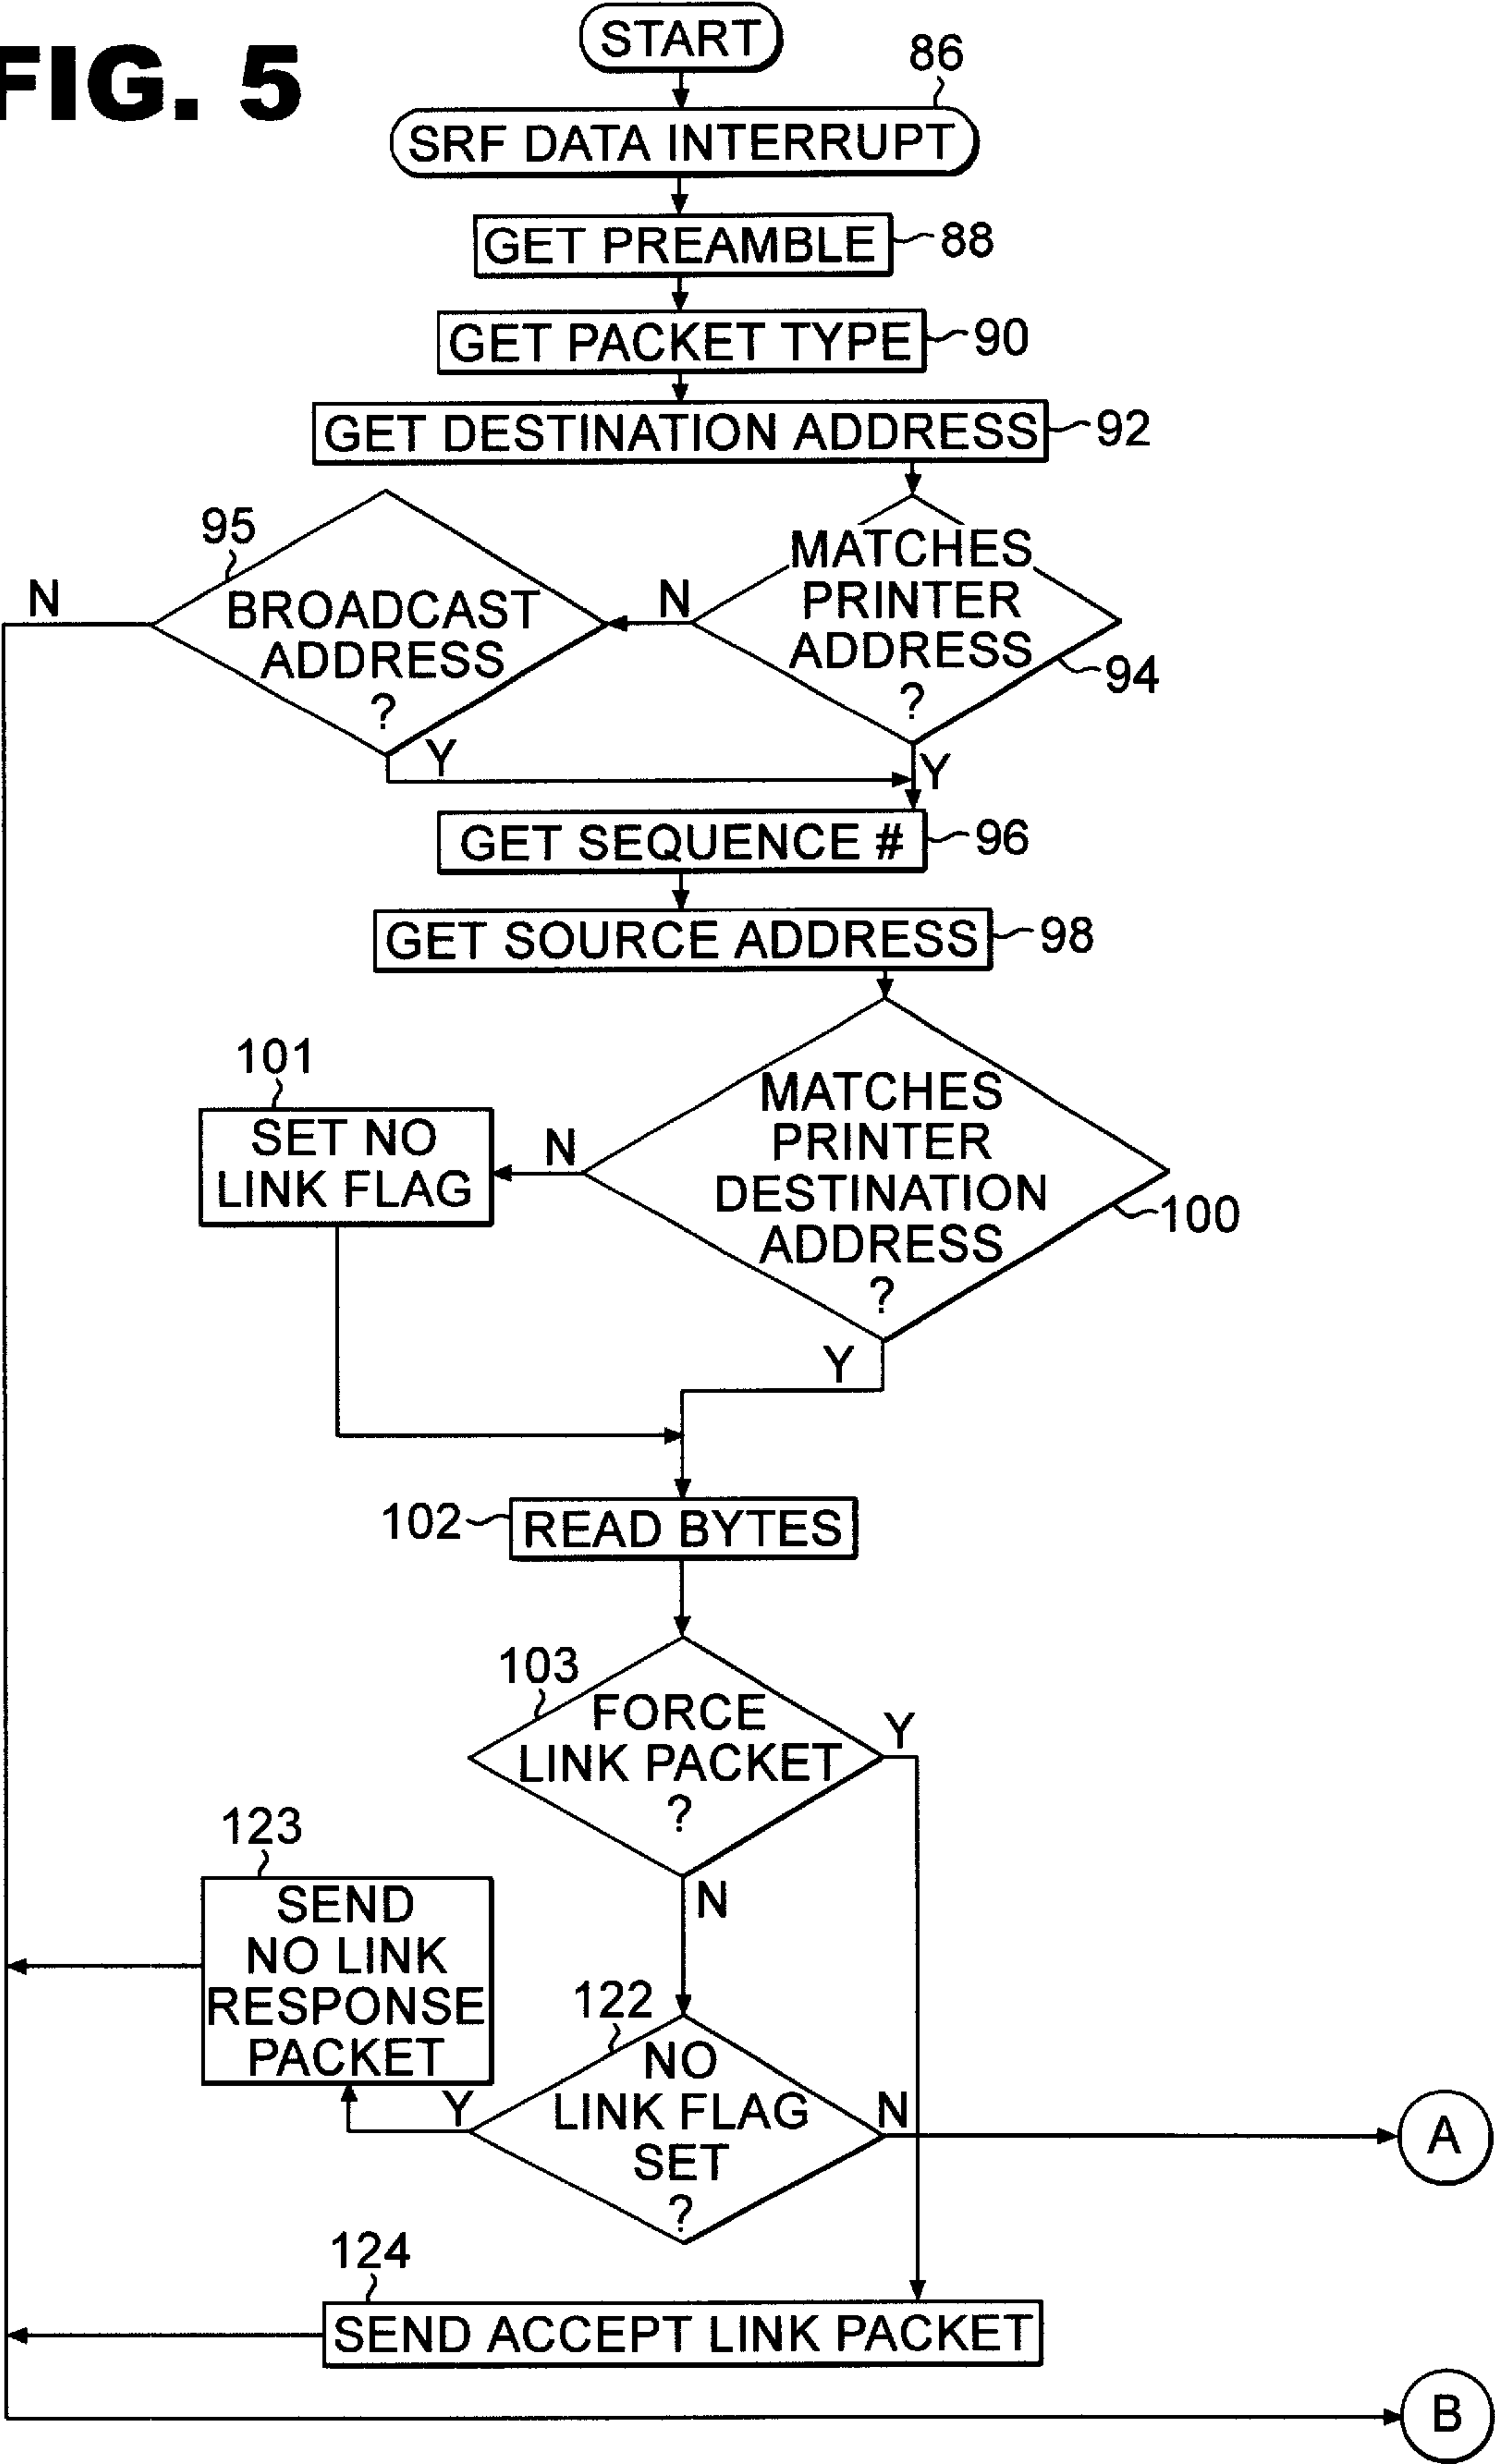 FIG. 5
START
86
SRF DATA INTERRUPT
GET PREAMBLE
88
GET PACKET TYPE
90
GET DESTINATION ADDRESS
92
95
N
BROADCAST
ADDRESS
?
Y
N
MATCHES
PRINTER
ADDRESS
?
94
Y
GET SEQUENCE #
96
GET SOURCE ADDRESS
98
101
SET NO
LINK FLAG
N
MATCHES
PRINTER
DESTINATION
ADDRESS
?
100
Y
102
READ BYTES
103
FORCE
LINK PACKET
?
Y
N
123
SEND
NO LINK
RESPONSE
PACKET
122
NO
LINK FLAG
SET
?
Y
N
A
124
SEND ACCEPT LINK PACKET
B